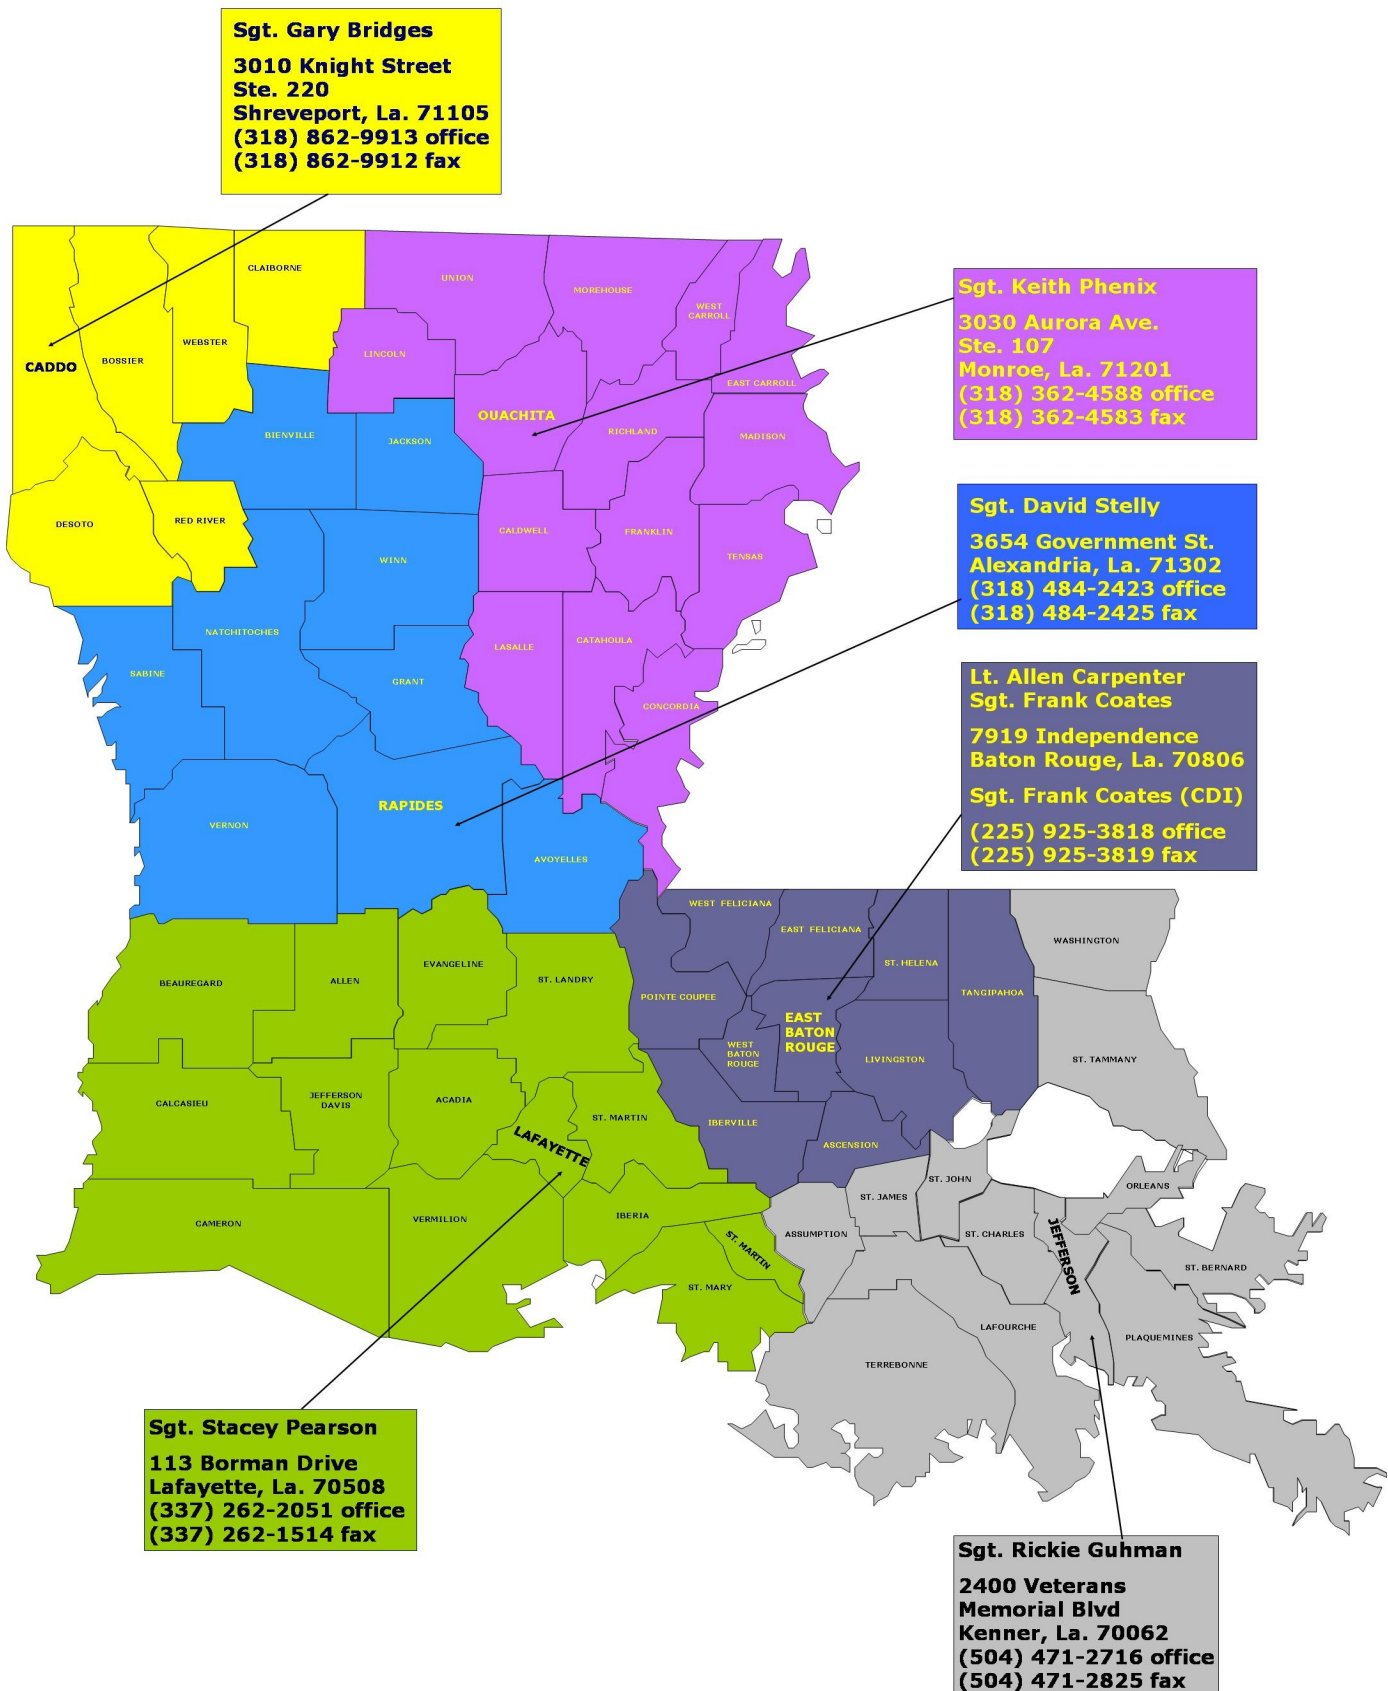 Sgt. Gary Bridges
3010 Knight Street
Ste. 220
Shreveport, La. 71105
(318) 862-9913 office
(318) 862-9912 fax
CLAIBORNE
UNION
MOREHOUSE
WEST
CARROLL
WEBSTER
BOSSIER
CADDO
LINCOLN
EAST CARROLL
OUACHITA
RICHLAND
MADISON
BIENVILLE
JACKSON
DESOTO
RED RIVER
CALDWELL
FRANKLIN
TENSAS
WINN
NATCHITOCHES
LASALLE
CATAHOULA
SABINE
GRANT
CONCORDIA
Sgt. Keith Phenix
3030 Aurora Ave.
Ste. 107
Monroe, La. 71201
(318) 362-4588 office
(318) 362-4583 fax
Sgt. David Stelly
3654 Government St.
Alexandria, La. 71302
(318) 484-2423 office
(318) 484-2425 fax
Lt. Allen Carpenter
Sgt. Frank Coates
7919 Independence
Baton Rouge, La. 70806
Sgt. Frank Coates (CDI)
(225) 925-3818 office
(225) 925-3819 fax
RAPIDES
VERNON
AVOYELLES
WEST FELICIANA
EAST FELICIANA
ST. HELENA
WASHINGTON
EVANGELINE
ST. LANDRY
BEAUREGARD
ALLEN
POINTE COUPEE
TANGIPAHOA
EAST
BATON
ROUGE
WEST
BATON
ROUGE
LIVINGSTON
ST. TAMMANY
CALCASIEU
JEFFERSON
DAVIS
ACADIA
ST. MARTIN
LAFAYETTE
IBERVILLE
ASCENSION
ST. JOHN
ST. JAMES
ORLEANS
CAMERON
VERMILION
IBERIA
ASSUMPTION
ST. CHARLES
JEFFERSON
ST. MARTIN
ST. BERNARD
ST. MARY
LAFOURCHE
PLAQUEMINES
TERREBONNE
Sgt. Stacey Pearson
113 Borman Drive
Lafayette, La. 70508
(337) 262-2051 office
(337) 262-1514 fax
Sgt. Rickie Guhman
2400 Veterans
Memorial Blvd
Kenner, La. 70062
(504) 471-2716 office
(504) 471-2825 fax